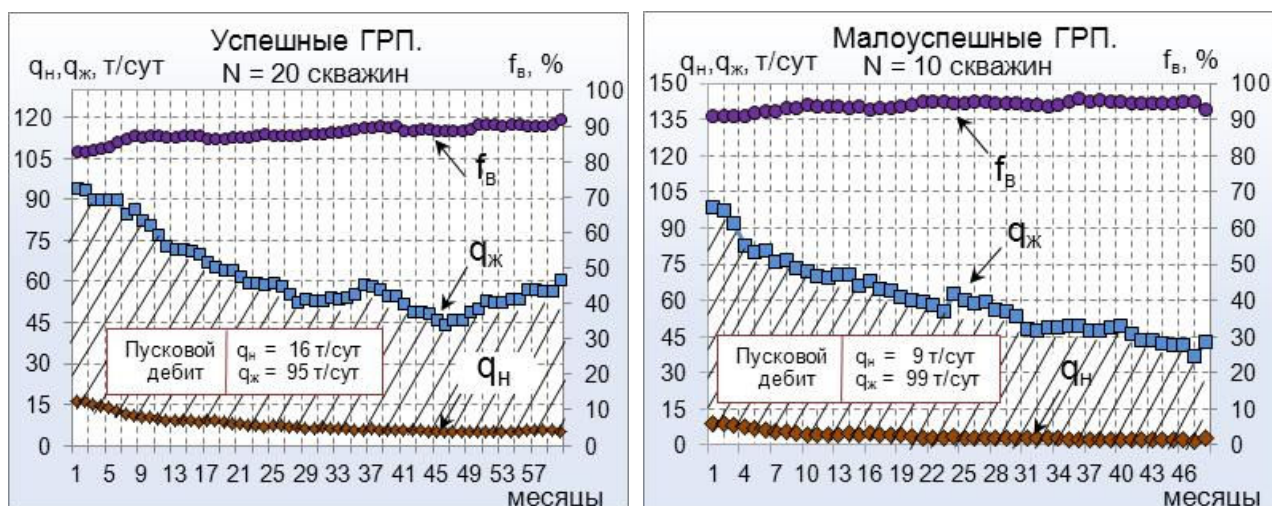 Успешные ГРП.
qн,qж, т/сут
N = 20 скважин
fв, %
120
105
90
75
60
45
30
15
0
100
90
80
70
60
50
40
30
20
10
0
fв
qж
Пусковой дебит
qн = 16 т/сут
qж = 95 т/сут
qн
1 5 9 13 17 21 25 29 33 37 41 45 49 53 57
месяцы
Малоуспешные ГРП.
qн,qж, т/сут
N = 10 скважин
fв, %
150
135
120
105
90
75
60
45
30
15
0
100
90
80
70
60
50
40
30
20
10
0
fв
qж
Пусковой дебит
qн = 9 т/сут
qж = 99 т/сут
qн
1 4 7 10 13 16 19 22 25 28 31 34 37 40 43 46
месяцы